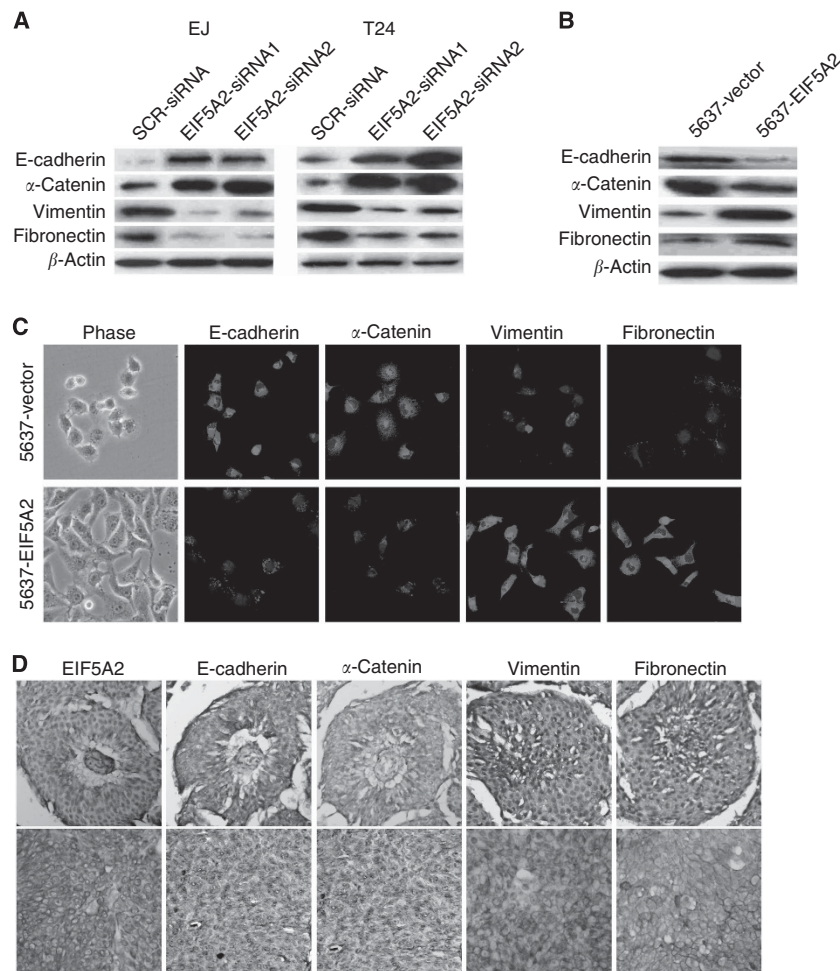 A
EJ
T24
SCR-siRNA
EIF5A2-siRNA1
EIF5A2-siRNA2
SCR-siRNA
EIF5A2-siRNA1
EIF5A2-siRNA2
E-cadherin
α-Catenin
Vimentin
Fibronectin
β-Actin
B
5637-vector
5637-EIF5A2
E-cadherin
α-Catenin
Vimentin
Fibronectin
β-Actin
C
Phase
E-cadherin
α-Catenin
Vimentin
Fibronectin
5637-vector
5637-EIF5A2
D
EIF5A2
E-cadherin
α-Catenin
Vimentin
Fibronectin